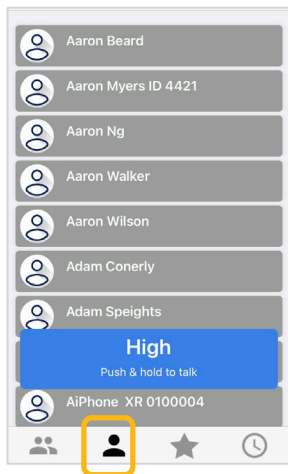 Aaron Beard
Aaron Myers ID 4421
Aaron Ng
Aaron Walker
Aaron Wilson
Adam Conerly
Adam Speights
High
Push & hold to talk
AiPhone XR 0100004